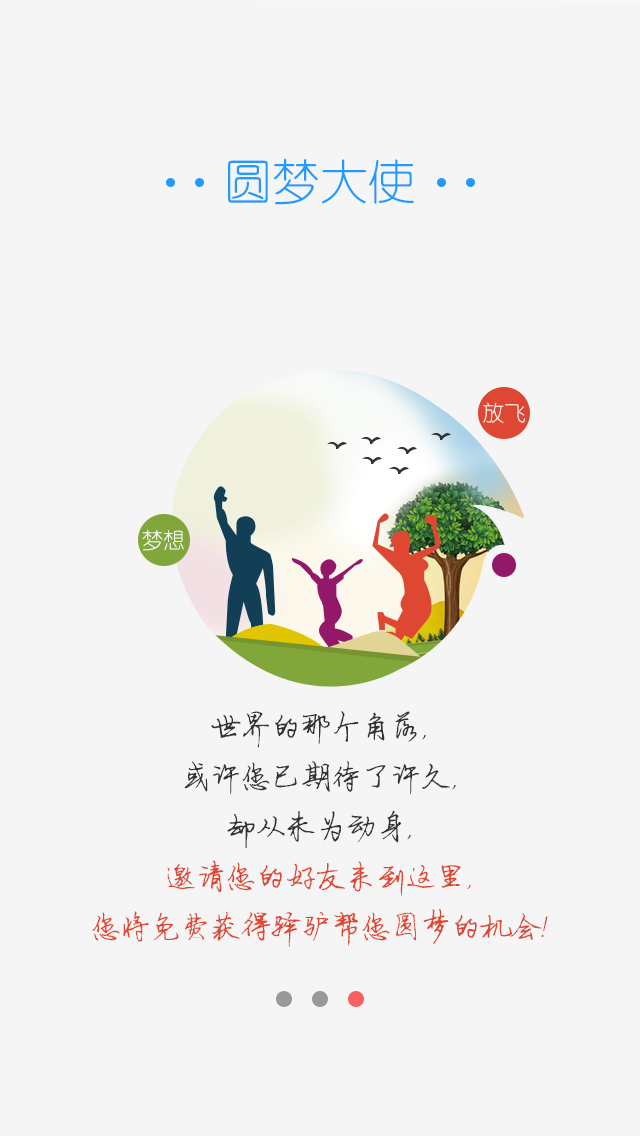 圆梦大使
放飞
梦想
世界的那个角落,
或许您已期待了许久,
却从未为动身,
邀请您的好友来到这里,
您将免费获得驿驴帮您圆梦的机会!